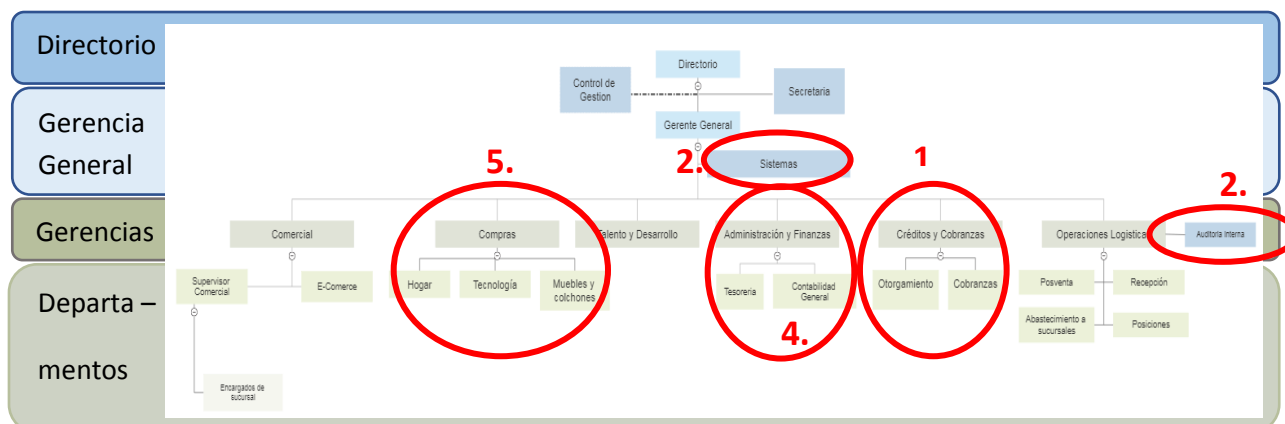 Directorio
Directorio
Control de
Gestion
Secretaria
Gerencia
General
Gerente General
5.
2.
Sistemas
1
2.
Gerencias
Comercial
Compras
Talento y Desarrollo
Administración y Finanzas
Créditos y Cobranzas
Operaciones Logistica
Auditoria Interna
Departa –
mentos
Supervisor
Comercial
E-Comerce
Hogar
Tecnología
Muebles y
colchones
Tesoreria
Contabilidad
General
Otorgamiento
Cobranzas
Posventa
Recepción
Abastecimiento a
sucursales
Posiciones
4.
Encargados de
sucursal